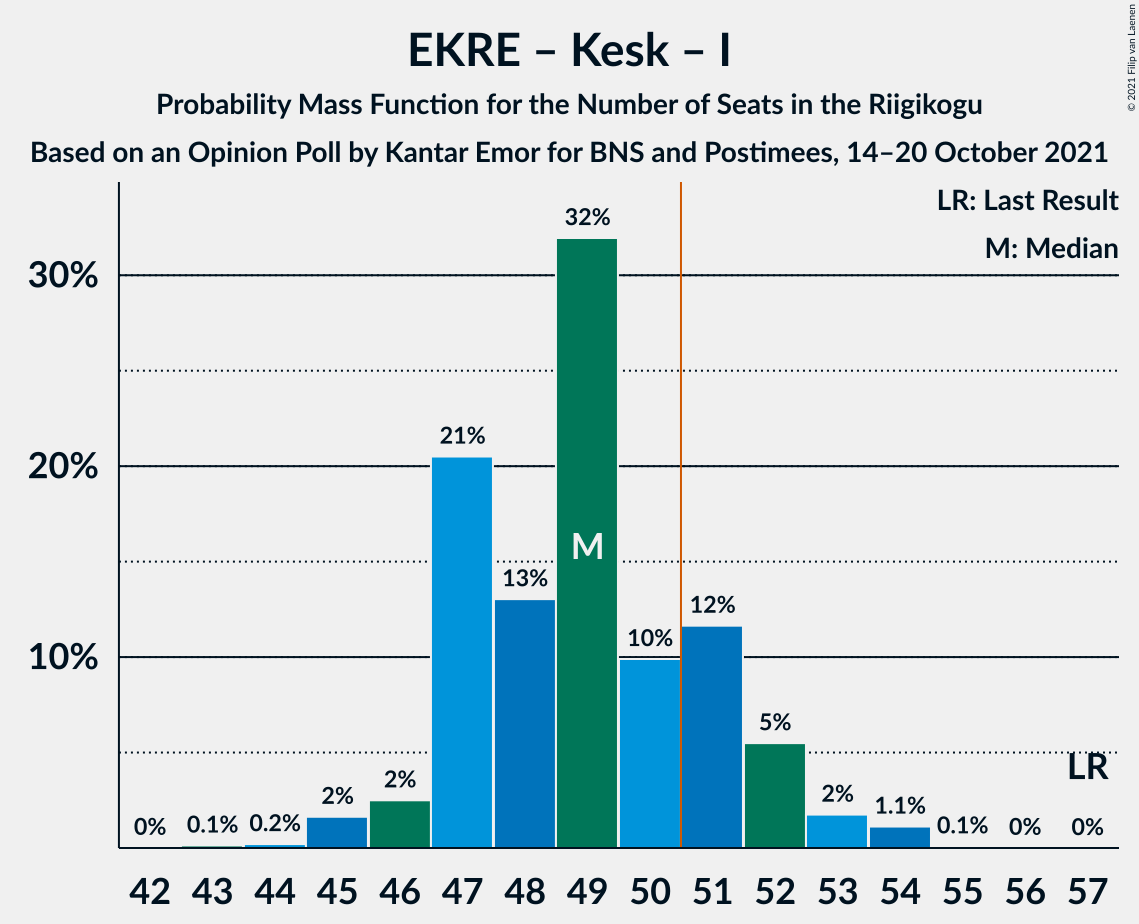 EKRE – Kesk – I
Probability Mass Function for the Number of Seats in the Riigikogu
Based on an Opinion Poll by Kantar Emor for BNS and Postimees, 14–20 October 2021
© 2021 Filip van Laenen
LR: Last Result
M: Median
30%
20%
10%
0%
0.1%
0.2%
2%
2%
21%
13%
32%
M
10%
12%
5%
2%
1.1%
0.1%
0%
0%
LR
42 43 44 45 46 47 48 49 50 51 52 53 54 55 56 57